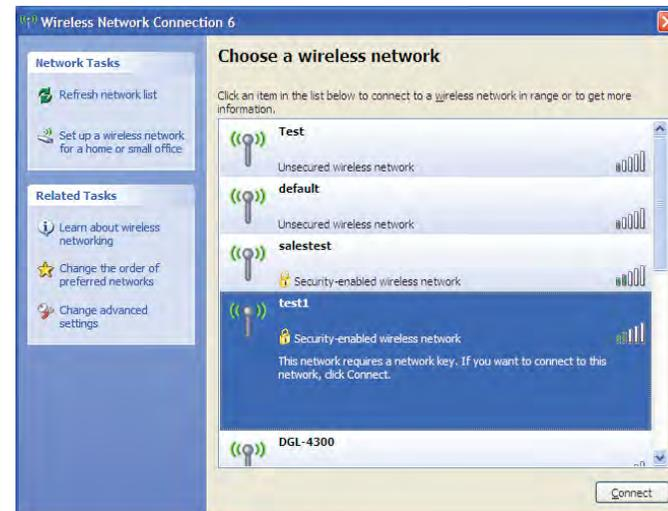 Wireless Network Connection 6
Network Tasks
Refresh network list
Set up a wireless network
for a home or small office
Related Tasks
Learn about wireless
networking
Change the order of
preferred networks
Change advanced
settings
Choose a wireless network
Click an item in the list below to connect to a wireless network in range or to get more
information.
Test
Unsecured wireless network
default
Unsecured wireless network
salestest
Security-enabled wireless network
test1
Security-enabled wireless network
This network requires a network key. If you want to connect to this
network, click Connect.
DGL-4300
Connect